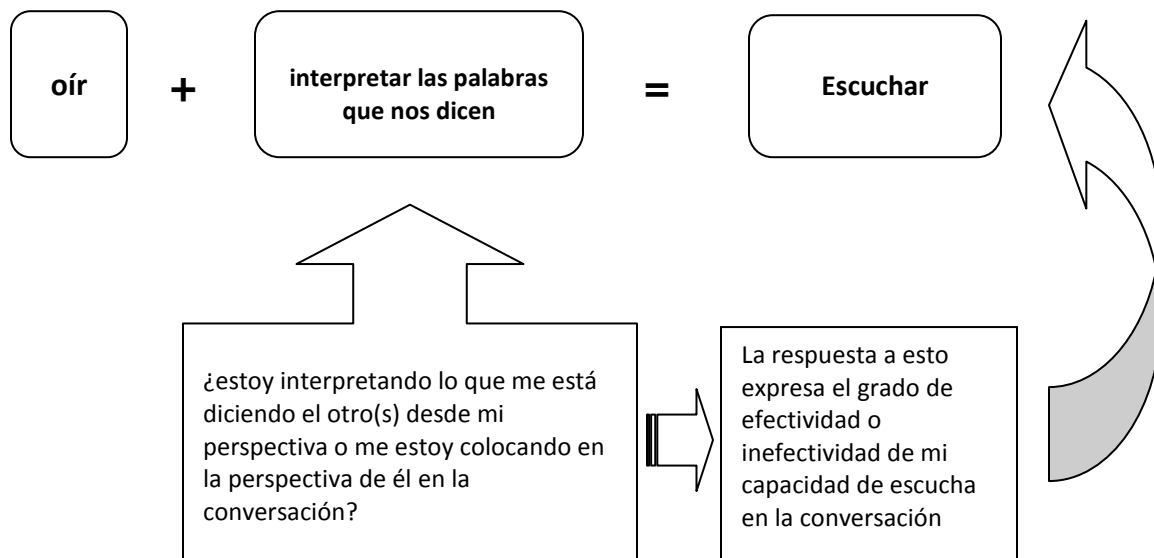 oír
+
interpretar las palabras
que nos dicen
=
Escuchar
¿estoy interpretando lo que me está
diciendo el otro(s) desde mi
perspectiva o me estoy colocando en
la perspectiva de él en la
conversación?
La respuesta a esto
expresa el grado de
efectividad o
inefectividad de mi
capacidad de escucha
en la conversación